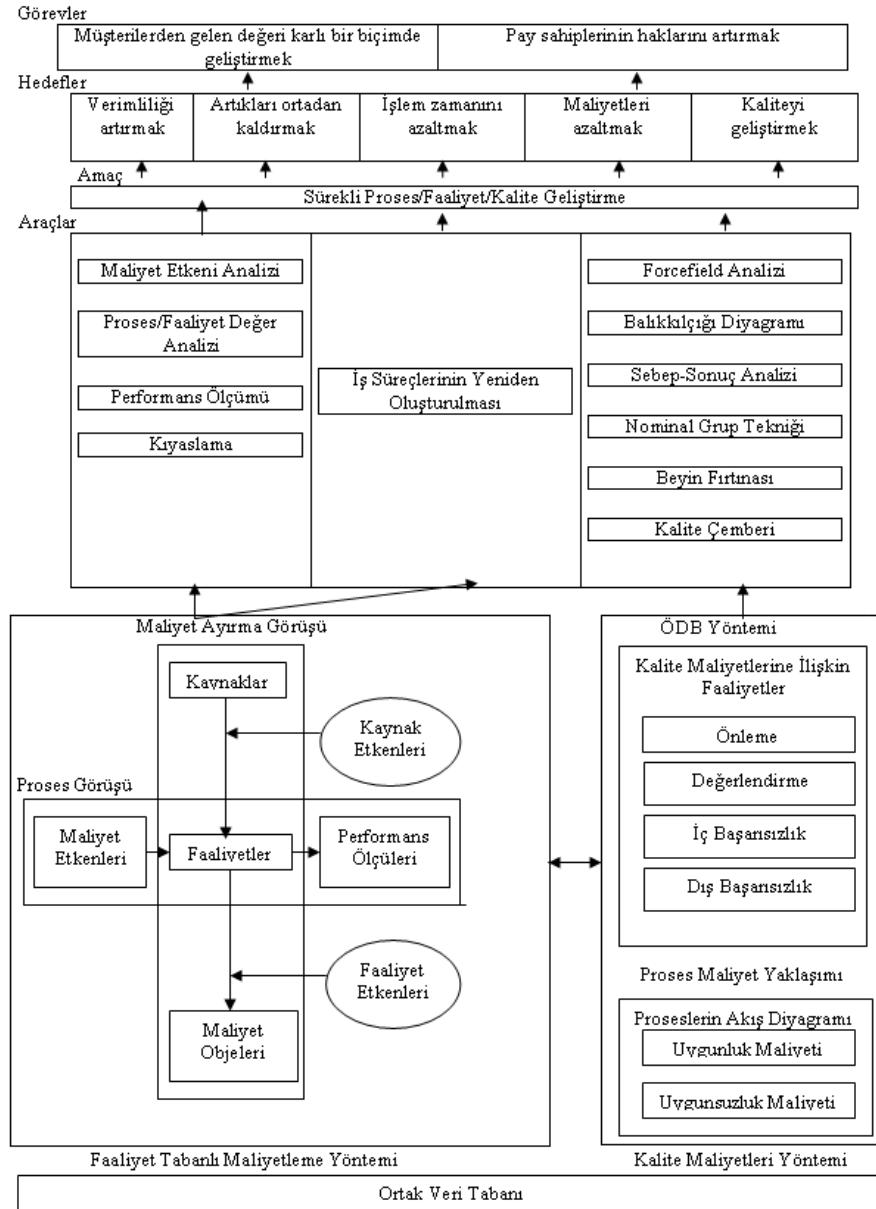 Görevler
Müşterilerden gelen değeri karlı bir biçimde
geliştirmek
Pay sahiplerinin haklarını artırmak
Hedefler
Verimliliği
artırmak
Artıkları ortadan
kaldırmak
İşlem zamanını
azaltmak
Maliyetleri
azaltmak
Kaliteyi
geliştirmek
Amaç
Sürekli Proses/Faaliyet/Kalite Geliştirme
Araçlar
Maliyet Etkeni Analizi
Proses/Faaliyet Değer
Analizi
Performans Ölçümü
Kıyaslama
İş Süreçlerinin Yeniden
Oluşturulması
Forcefield Analizi
Balıkkılçığı Diyagramı
Sebep-Sonuç Analizi
Nominal Grup Tekniği
Beyin Fırtınası
Kalite Çemberi
Maliyet Ayırma Görüşü
Kaynaklar
Kaynak
Etkenleri
Proses Görüşü
Maliyet
Etkenleri
Faaliyetler
Performans
Ölçüleri
Faaliyet
Etkenleri
Maliyet
Objeleri
Faaliyet Tabanlı Maliyetleme Yöntemi
ÖDB Yöntemi
Kalite Maliyetlerine İlişkin
Faaliyetler
Önleme
Değerlendirme
İç Başarısızlık
Dış Başarısızlık
Proses Maliyet Yaklaşımı
Proseslerin Akış Diyagramı
Uygunluk Maliyeti
Uygunsuzluk Maliyeti
Kalite Maliyetleri Yöntemi
Ortak Veri Tabanı